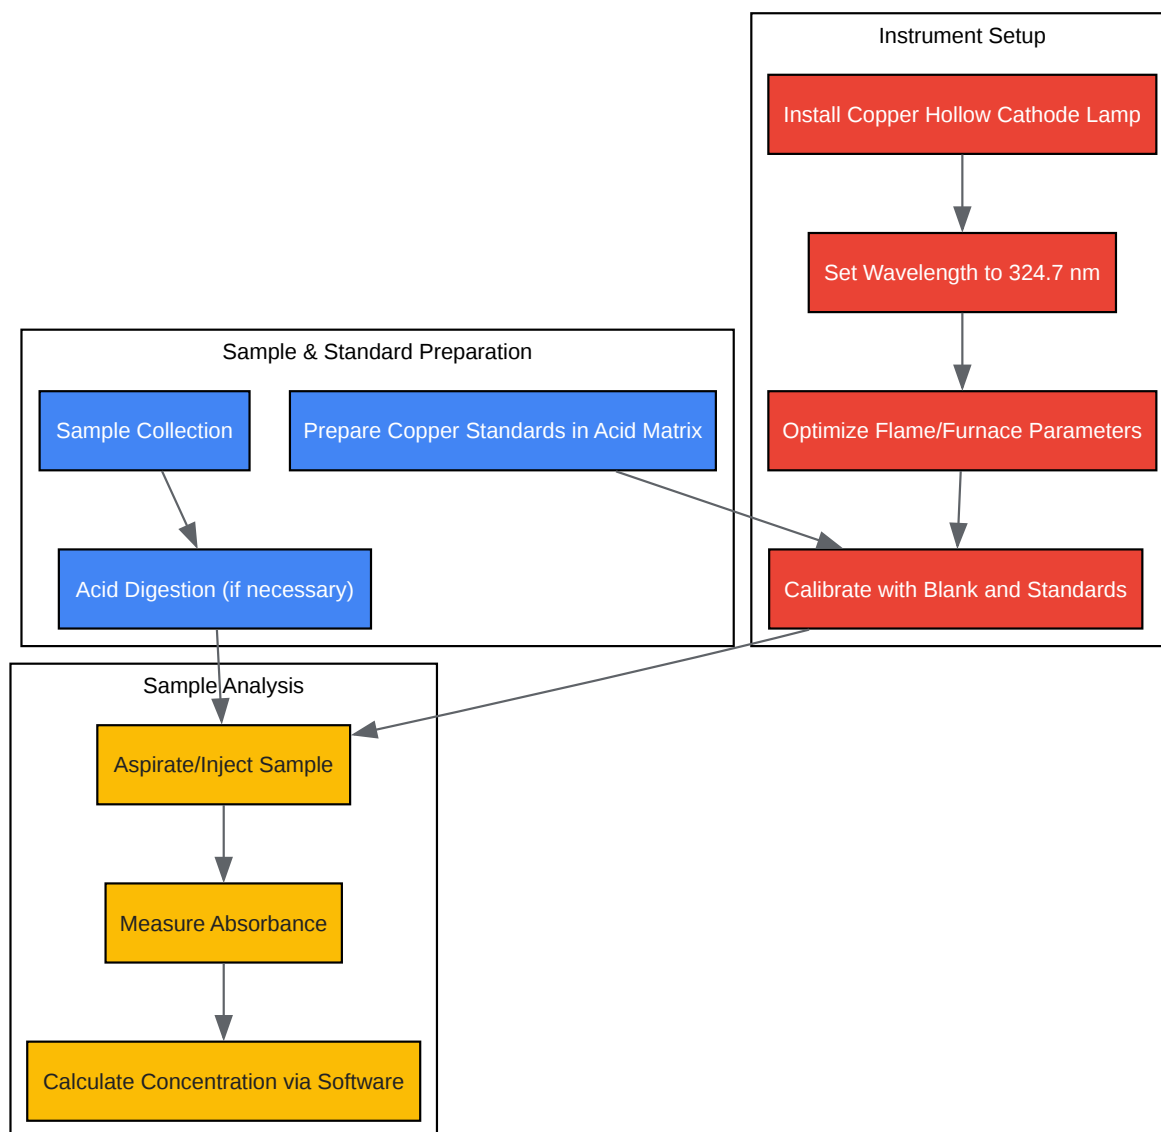 Instrument Setup
Install Copper Hollow Cathode Lamp
Set Wavelength to 324.7 nm
Optimize Flame/Furnace Parameters
Calibrate with Blank and Standards
Sample & Standard Preparation
Sample Collection
Prepare Copper Standards in Acid Matrix
Acid Digestion (if necessary)
Sample Analysis
Aspirate/Inject Sample
Measure Absorbance
Calculate Concentration via Software